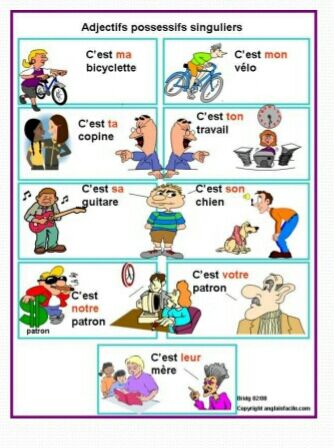 Adjectifs possessifs singuliers
C'est ma
bicyclette
C'est mon
vélo
C'est ta
copine
C'est ton
travail
C'est sa
guitare
C'est son
chien
C'est
notre
patron
patron
C'est votre
patron
C'est leur
mère
Bridg 02/08
Copyright anglaisfacile.com